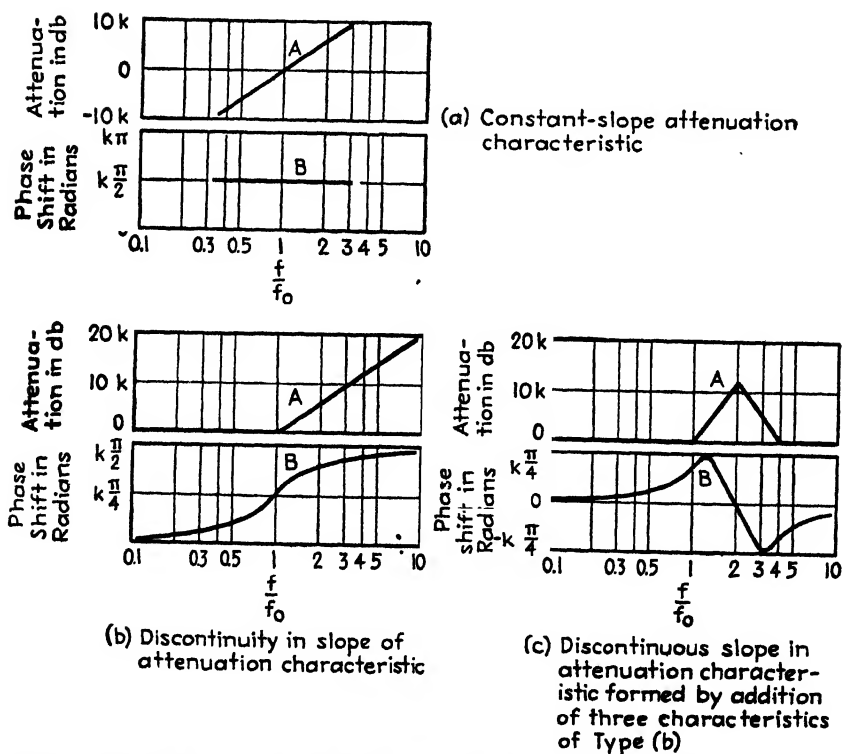 Attenua-
tion in db
10 k
0
-10 k
A
(a) Constant-slope attenuation
characteristic
Phase
Shift in
Radians
kπ
k π/2
B
0.1 0.3 0.5 1 2 3 4 5 10
f/f₀
Attenua-
tion in db
20 k
10 k
0
A
Phase
Shift in
Radians
k π/2
k π/4
B
0.1 0.3 0.5 1 2 3 4 5 10
f/f₀
(b) Discontinuity in slope of
attenuation characteristic
Attenua-
tion in db
20 k
10 k
0
A
Phase
shift in
Radians
k π/4
0
-k π/4
B
0.1 0.3 0.5 1 2 3 4 5 10
f/f₀
(c) Discontinuous slope in
attenuation character-
istic formed by addition
of three characteristics
of Type (b)